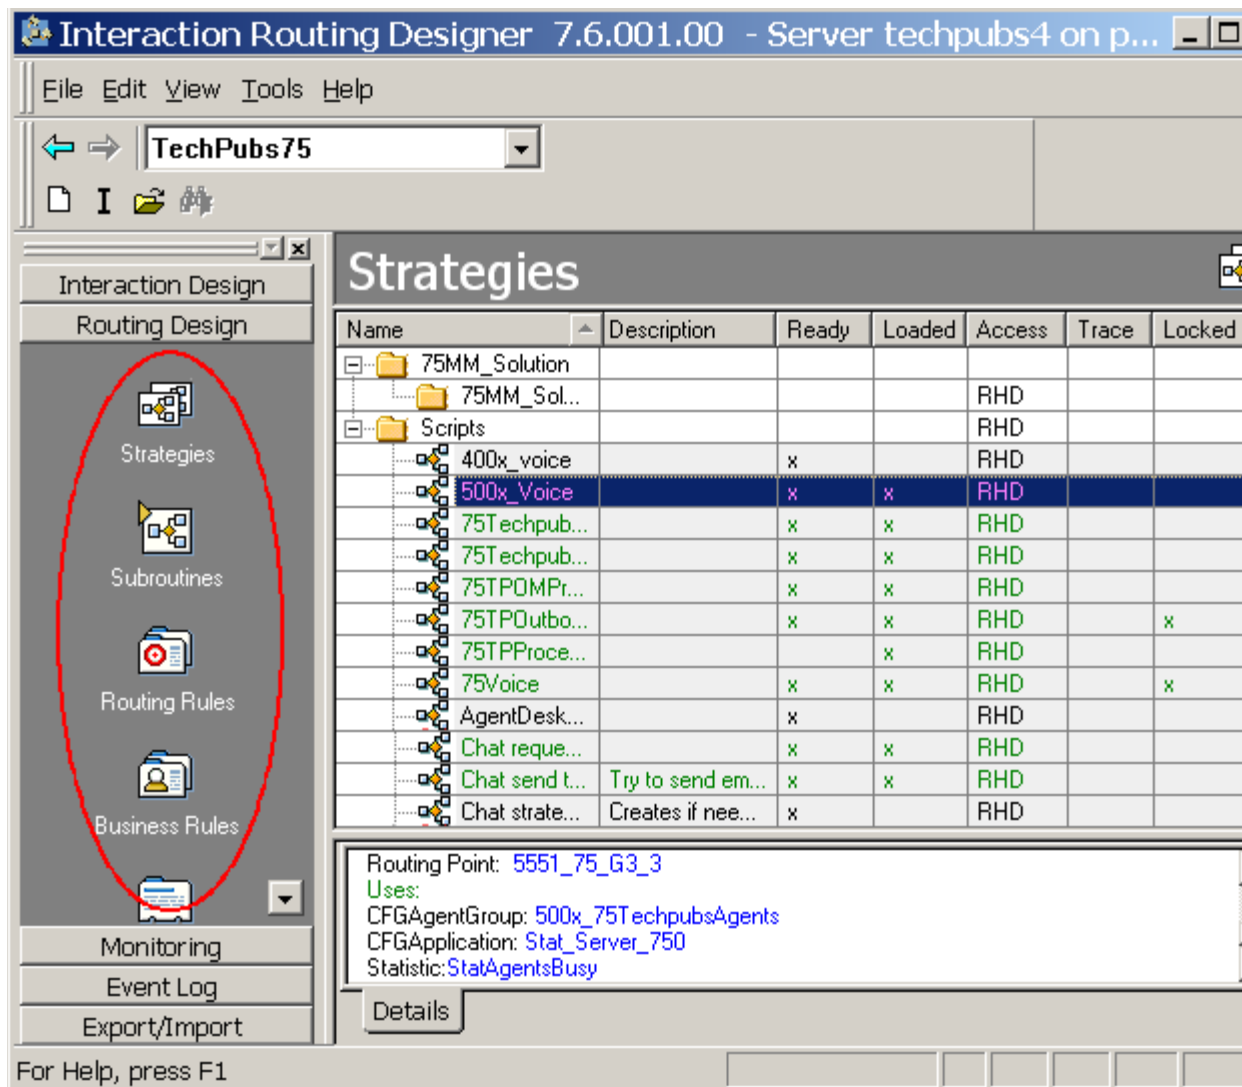 Interaction Routing Designer 7.6.001.00 - Server techpubs4 on p...
File Edit View Tools Help
TechPubs75
I
Interaction Design
Routing Design
Strategies
Subroutines
Routing Rules
Business Rules
Monitoring
Event Log
Export/Import
Strategies
Name Description Ready Loaded Access Trace Locked
75MM_Solution
75MM_Sol... RHD
Scripts RHD
400x_voice x RHD
500x_Voice x x RHD
75Techpub... x x RHD
75Techpub... x x RHD
75TPOMPr... x x RHD
75TPOutbo... x x RHD x
75TPProce... x RHD
75Voice x x RHD x
AgentDesk... x RHD
Chat reque... x x RHD
Chat send t... Try to send em... x x RHD
Chat strate... Creates if nee... x RHD
Routing Point: 5551_75_G3_3
Uses:
CFGAgentGroup: 500x_75TechpubsAgents
CFGApplication: Stat_Server_750
Statistic:StatAgentsBusy
Details
For Help, press F1